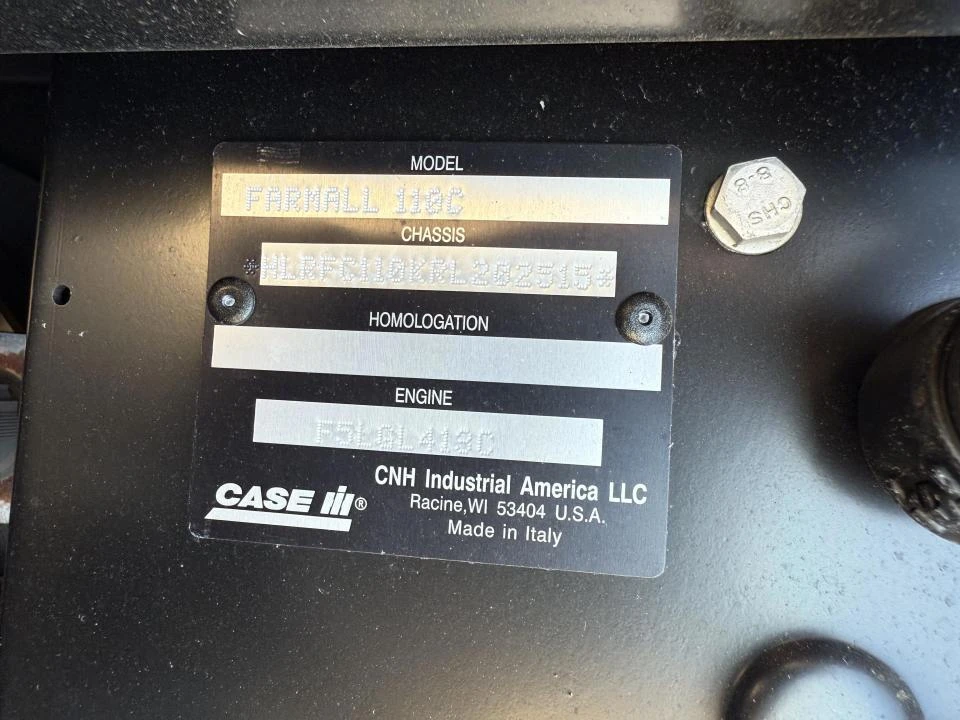 MODEL
FARMALL 110C
CHASSIS
*HLRFC110KRL202515*
HOMOLOGATION
ENGINE
CNH Industrial America LLC
Racine,WI 53404 U.S.A.
Made in Italy
CASE IH®
8-8
CHS